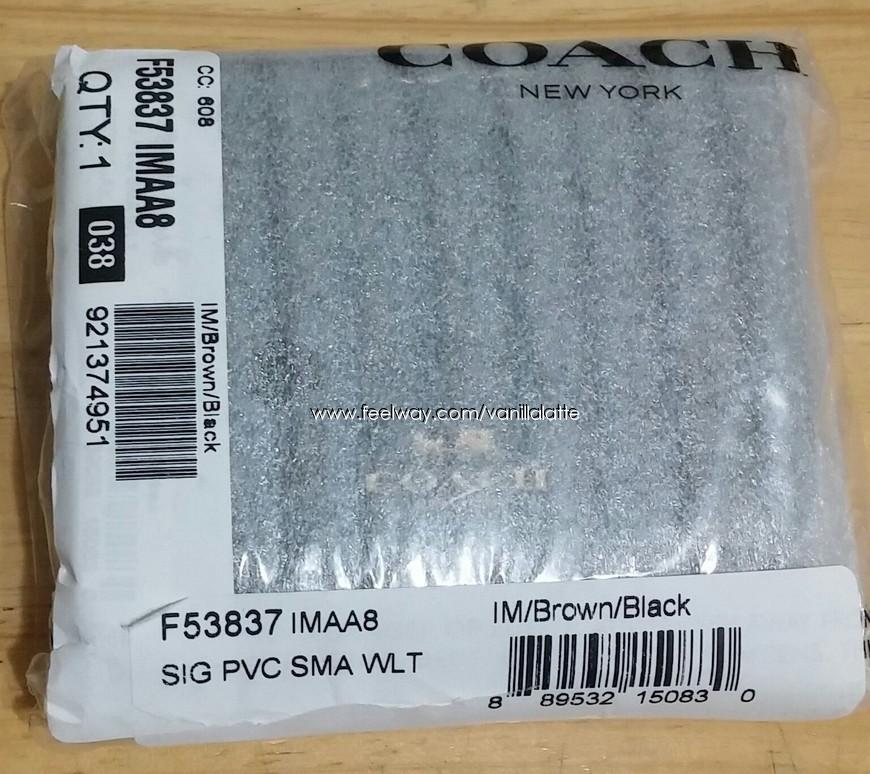 COACH
NEW YORK
CC: 608
F53837 IMAA8
QTY: 1
038
IM/Brown/Black
921374951
www.feelway.com/vanillalatte
COACH
F53837 IMAA8
IM/Brown/Black
SIG PVC SMA WLT
8 89532 15083 0